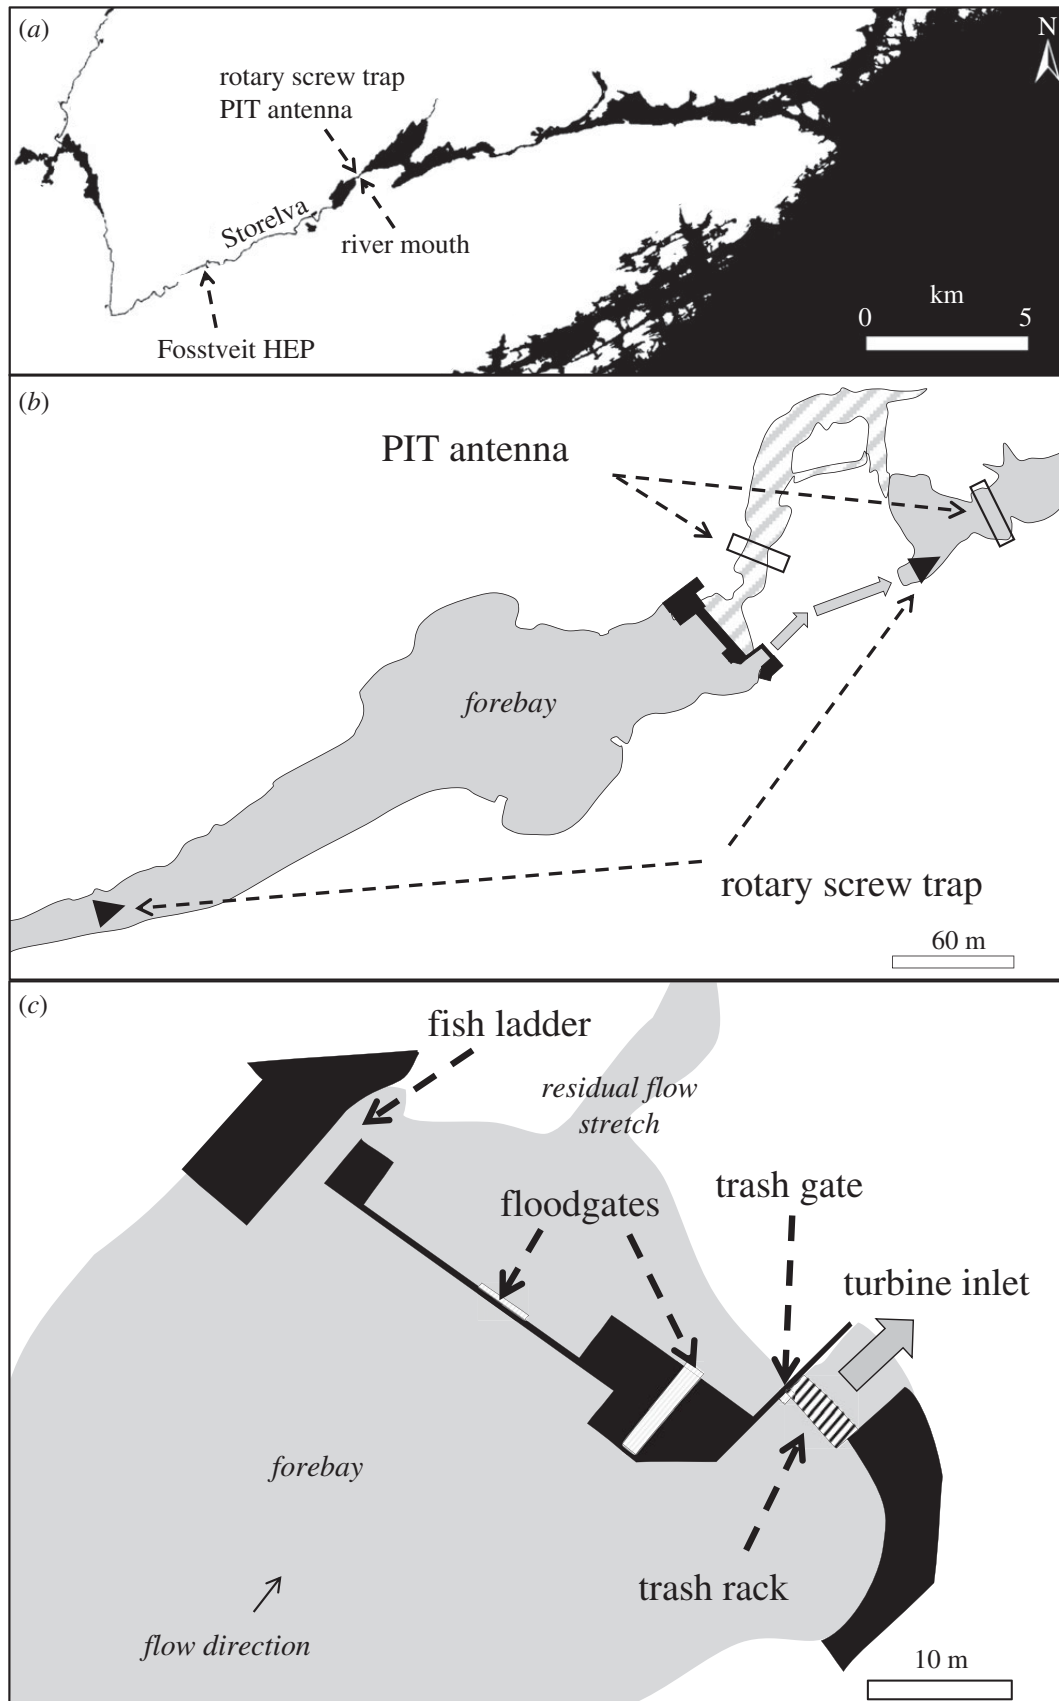 (a)
N
rotary screw trap
PIT antenna
Storelva
river mouth
km
0 5
Fosstveit HEP
(b)
PIT antenna
forebay
rotary screw trap
60 m
(c)
fish ladder
residual flow
stretch
trash gate
floodgates
turbine inlet
forebay
trash rack
flow direction
10 m